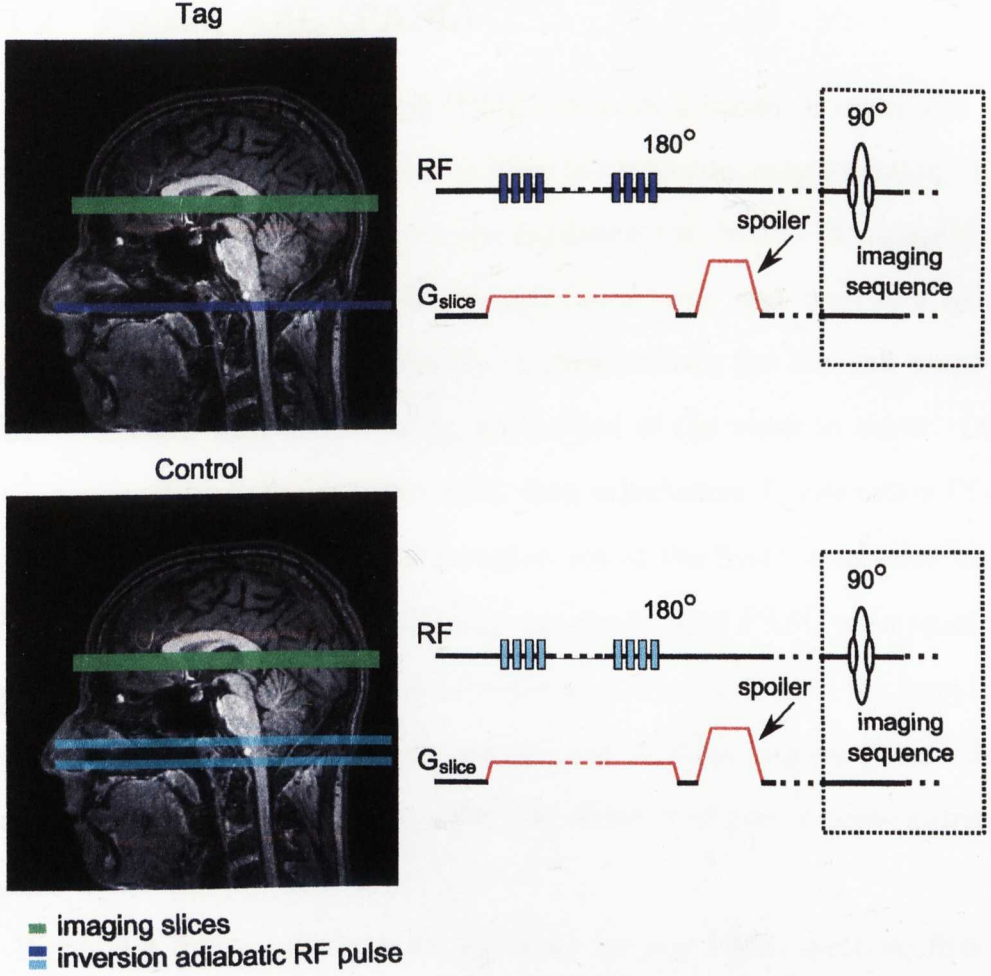 Tag
RF
180°
90°
spoiler
imaging
sequence
Gslice
Control
RF
180°
90°
spoiler
imaging
sequence
Gslice
imaging slices
inversion adiabatic RF pulse